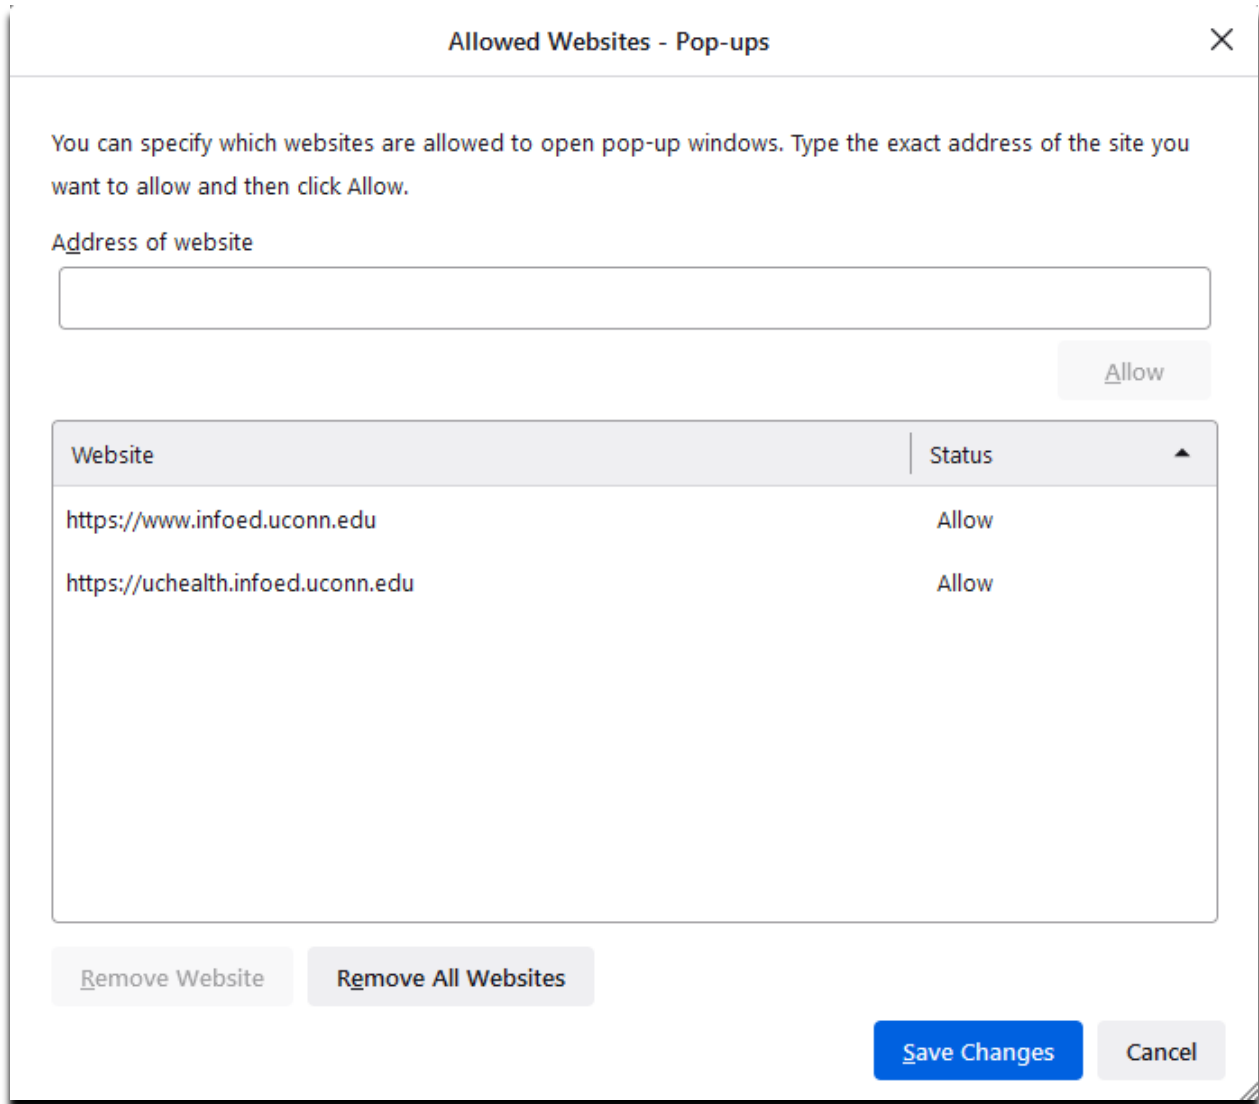 Allowed Websites - Pop-ups
You can specify which websites are allowed to open pop-up windows. Type the exact address of the site you
want to allow and then click Allow.
Address of website
Allow
Website Status
https://www.infoed.uconn.edu Allow
https://uchealth.infoed.uconn.edu Allow
Remove Website Remove All Websites
Save Changes Cancel